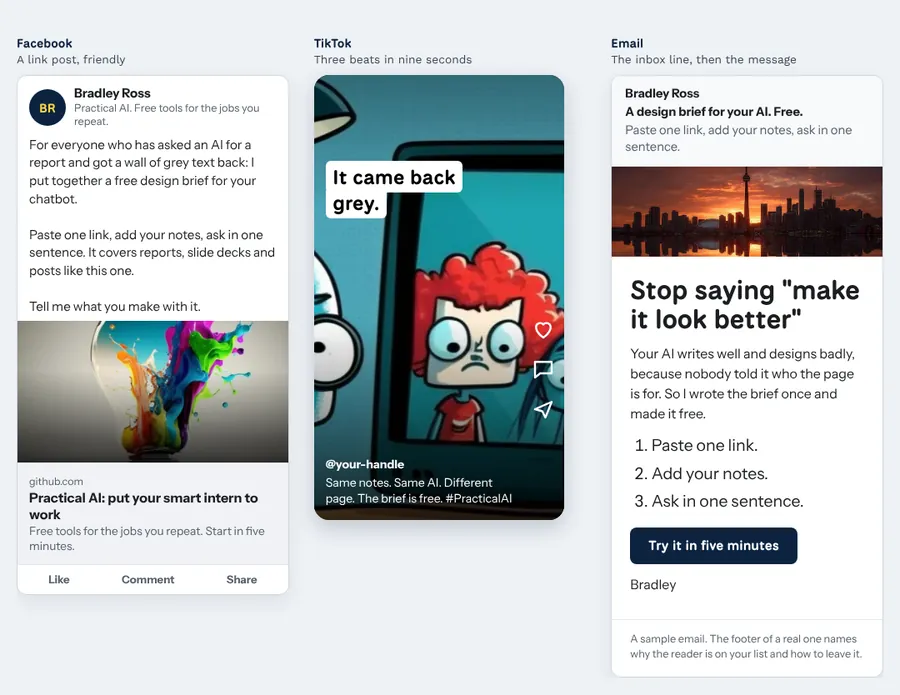 Facebook
A link post, friendly
BR
Bradley Ross
Practical AI. Free tools for the jobs you
repeat.
For everyone who has asked an AI for a
report and got a wall of grey text back: I
put together a free design brief for your
chatbot.
Paste one link, add your notes, ask in one
sentence. It covers reports, slide decks and
posts like this one.
Tell me what you make with it.
github.com
Practical AI: put your smart intern to
work
Free tools for the jobs you repeat. Start in five
minutes.
Like Comment Share
TikTok
Three beats in nine seconds
It came back
grey.
@your-handle
Same notes. Same AI. Different
page. The brief is free. #PracticalAI
Email
The inbox line, then the message
Bradley Ross
A design brief for your AI. Free.
Paste one link, add your notes, ask in one
sentence.
Stop saying "make
it look better"
Your AI writes well and designs badly,
because nobody told it who the page
is for. So I wrote the brief once and
made it free.
1. Paste one link.
2. Add your notes.
3. Ask in one sentence.
Try it in five minutes
Bradley
A sample email. The footer of a real one names
why the reader is on your list and how to leave it.